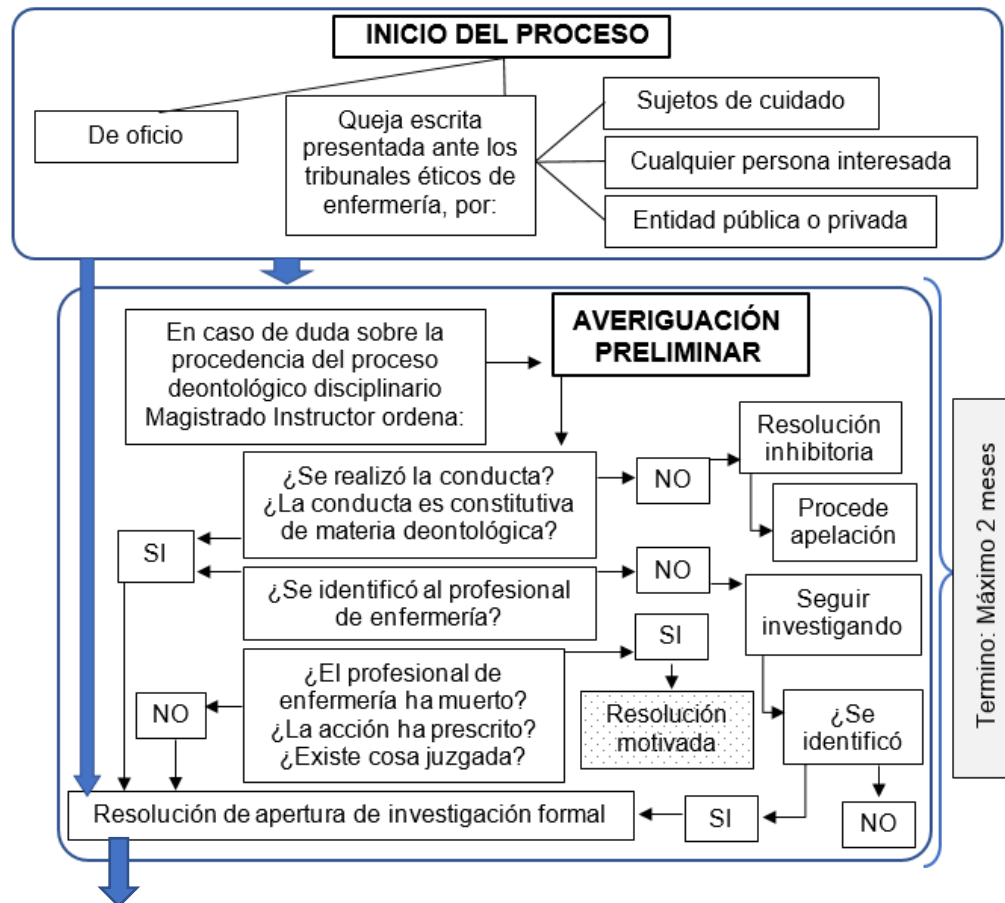 INICIO DEL PROCESO
De oficio
Queja escrita
presentada ante los
tribunales éticos de
enfermería, por:
Sujetos de cuidado
Cualquier persona interesada
Entidad pública o privada
En caso de duda sobre la
procedencia del proceso
deontológico disciplinario
Magistrado Instructor ordena:
AVERIGUACIÓN
PRELIMINAR
¿Se realizó la conducta?
¿La conducta es constitutiva
de materia deontológica?
NO
Resolución
inhibitoria
Procede
apelación
SI
¿Se identificó al profesional
de enfermería?
NO
Seguir
investigando
¿El profesional de
enfermería ha muerto?
¿La acción ha prescrito?
¿Existe cosa juzgada?
SI
Resolución
motivada
NO
¿Se
identificó
Resolución de apertura de investigación formal
SI
NO
Termino: Máximo 2 meses